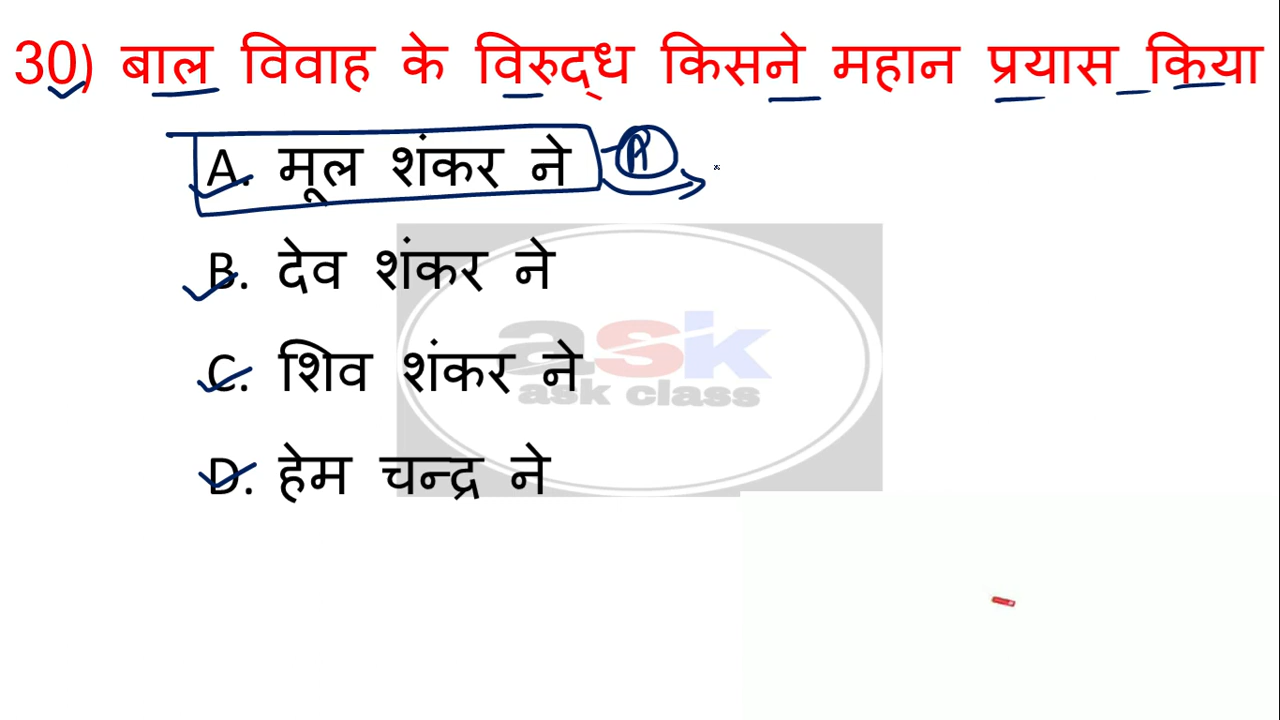 30) बाल विवाह के विरुद्ध किसने महान प्रयास किया
A. मूल शंकर ने A
B. देव शंकर ने
C. शिव शंकर ने
ask
ask class
D. हेम चन्द्र ने